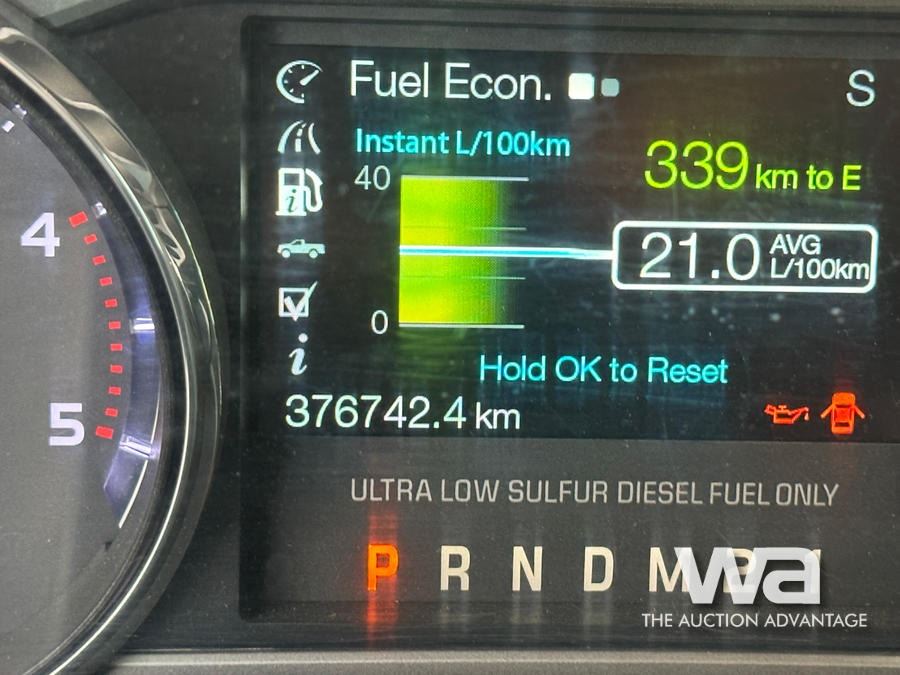 Fuel Econ.
S
Instant L/100km
40
339 km to E
4
21.0 AVG L/100km
0
Hold OK to Reset
376742.4 km
5
ULTRA LOW SULFUR DIESEL FUEL ONLY
P R N D M
wa
THE AUCTION ADVANTAGE